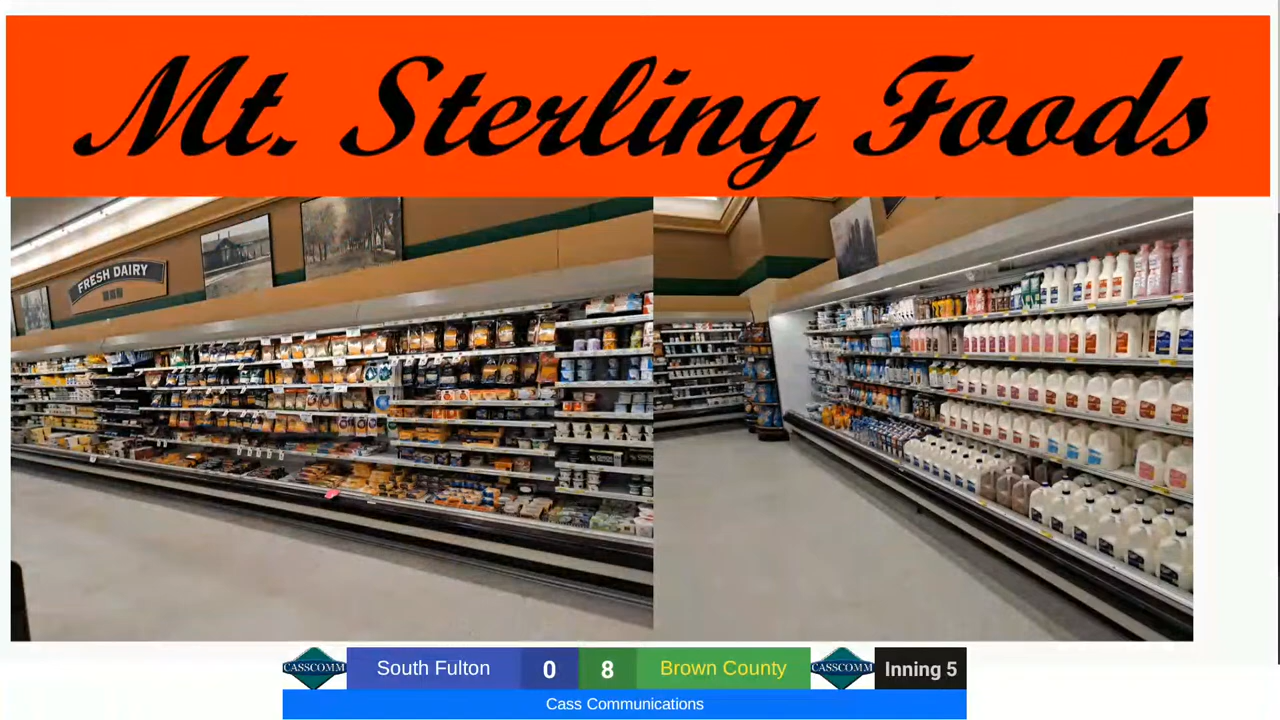 Mt. Sterling Foods
FRESH DAIRY
CASSCOMM South Fulton 0 8 Brown County CASSCOMM Inning 5
Cass Communications